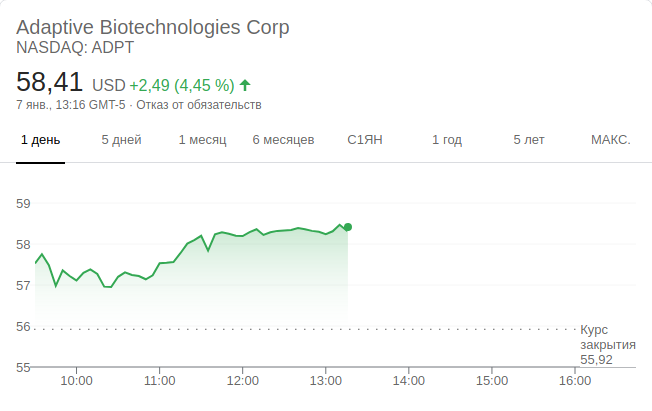 Adaptive Biotechnologies Corp
NASDAQ: ADPT
58,41 USD +2,49 (4,45 %)
7 янв., 13:16 GMT-5 · Отказ от обязательств
1 день 5 дней 1 месяц 6 месяцев С1ЯН 1 год 5 лет МАКС.
59
58
57
56
Курс
закрытия
55,92
55
10:00 11:00 12:00 13:00 14:00 15:00 16:00